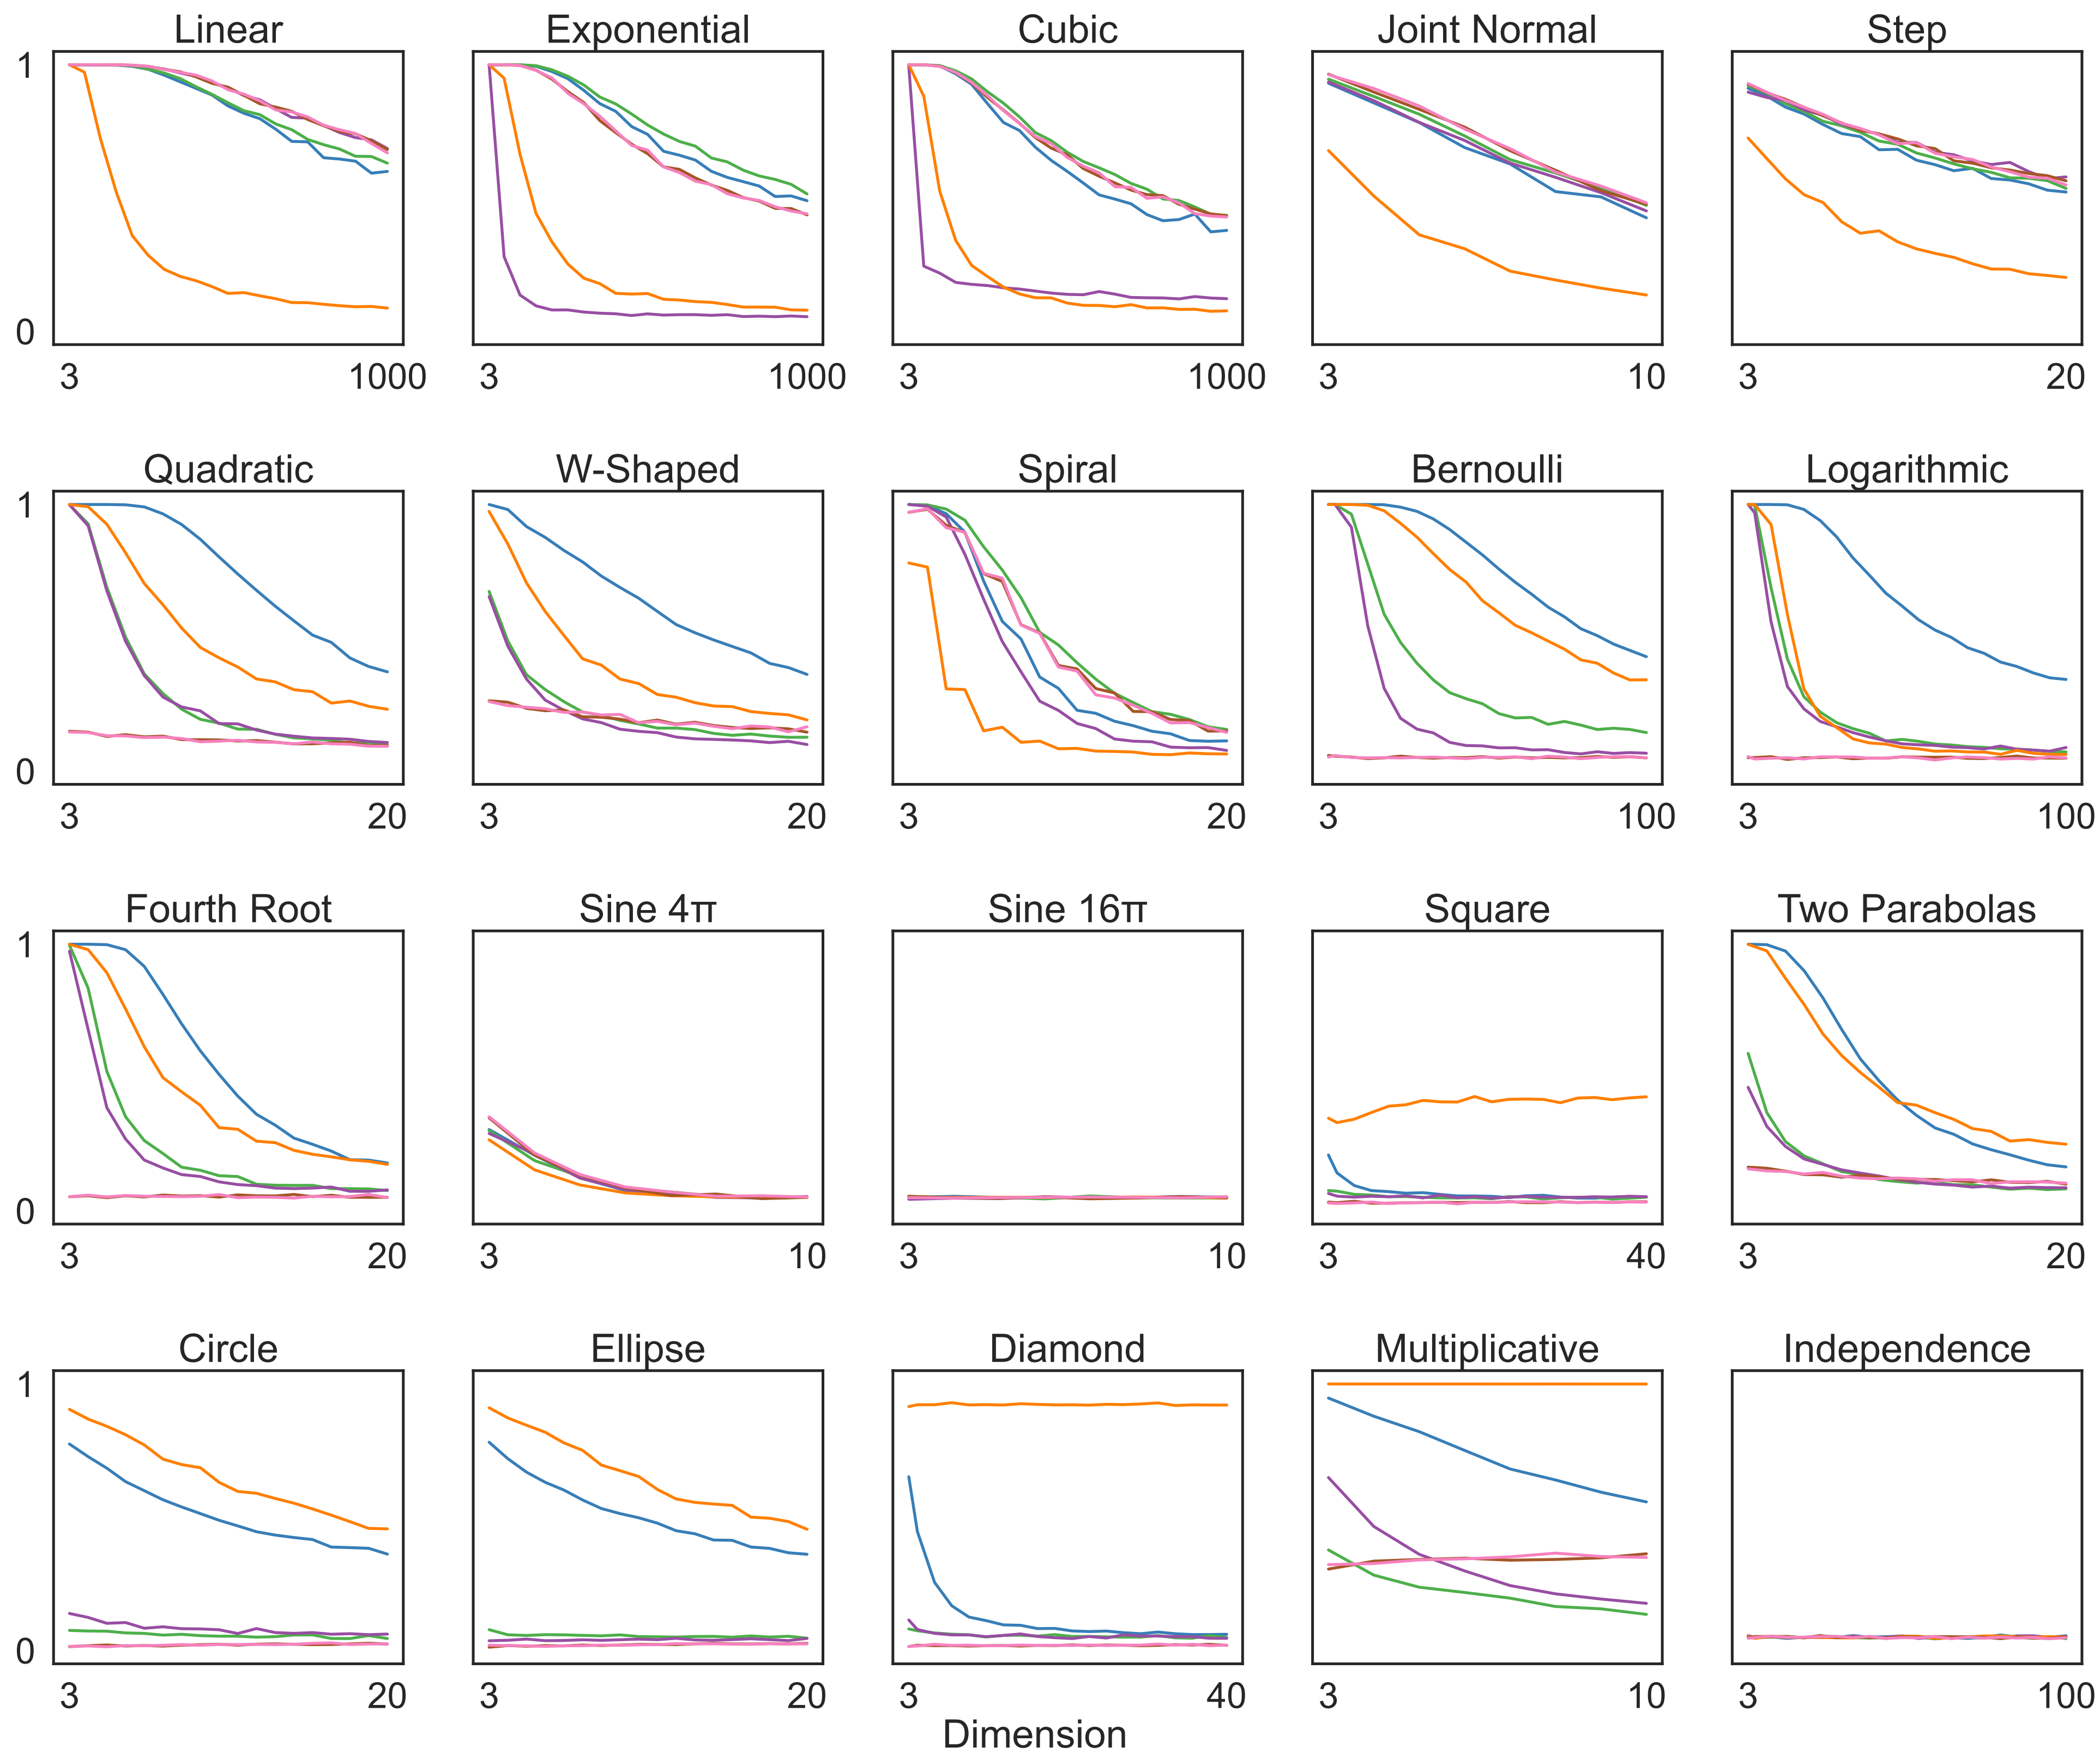 Linear Exponential Cubic Joint Normal Step
1
0
3 1000 3 1000 3 1000 3 10 3 20
Quadratic W-Shaped Spiral Bernoulli Logarithmic
1
0
3 20 3 20 3 20 3 100 3 100
Fourth Root Sine 4π Sine 16π Square Two Parabolas
1
0
3 20 3 10 3 10 3 40 3 20
Circle Ellipse Diamond Multiplicative Independence
1
0
3 20 3 20 3 40 3 10 3 100
Dimension